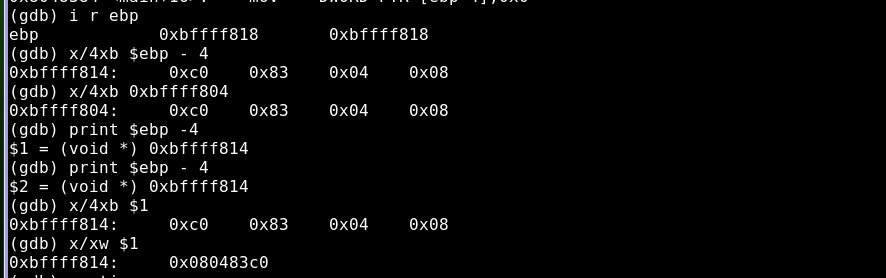 (gdb) i r ebp
ebp 0xbffff818 0xbffff818
(gdb) x/4xb $ebp - 4
0xbffff814: 0xc0 0x83 0x04 0x08
(gdb) x/4xb 0xbffff804
0xbffff804: 0xc0 0x83 0x04 0x08
(gdb) print $ebp -4
$1 = (void *) 0xbffff814
(gdb) print $ebp - 4
$2 = (void *) 0xbffff814
(gdb) x/4xb $1
0xbffff814: 0xc0 0x83 0x04 0x08
(gdb) x/xw $1
0xbffff814: 0x080483c0